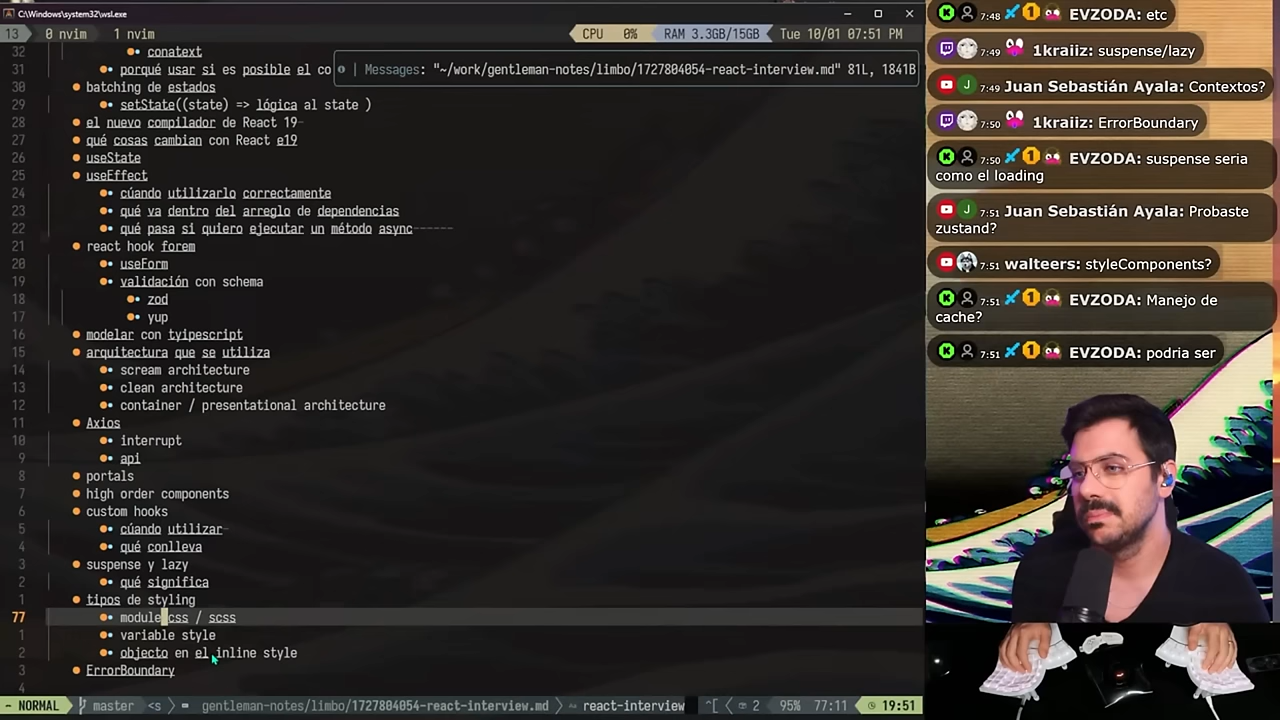 C:\Windows\system32\wsl.exe
13 0 nvim 1 nvim CPU 0% RAM 3.3GB/15GB Tue 10/01 07:51 PM
32 conatext
31 porqué usar si es posible el co
| Messages: "~/work/gentleman-notes/limbo/1727804054-react-interview.md" 81L, 1841B
30 batching de estados
29 setState((state) => lógica al state )
28 el nuevo compilador de React 19
27 qué cosas cambian con React e19
26 useState
25 useEffect
24 cúando utilizarlo correctamente
23 qué va dentro del arreglo de dependencias
22 qué pasa si quiero ejecutar un método async
21 react hook forem
20 useForm
19 validación con schema
18 zod
17 yup
16 modelar con tyipescript
15 arquitectura que se utiliza
14 scream architecture
13 clean architecture
12 container / presentational architecture
11 Axios
10 interrupt
9 api
8 portals
7 high order components
6 custom hooks
5 cúando utilizar
4 qué conlleva
3 suspense y lazy
2 qué significa
1 tipos de styling
77 module css / scss
1 variable style
2 objecto en el inline style
3 ErrorBoundary
4
~ NORMAL master <s gentleman-notes/limbo/1727804054-react-interview.md > react-interview ^[ 2 95% 77:11 19:51
7:48 1 EVZODA: etc
7:49 1kraiiz: suspense/lazy
J 7:49 Juan Sebastián Ayala: Contextos?
7:50 1kraiiz: ErrorBoundary
7:50 1 EVZODA: suspense seria
como el loading
J 7:51 Juan Sebastián Ayala: Probaste
zustand?
7:51 walteers: styleComponents?
7:51 1 EVZODA: Manejo de
cache?
7:51 1 EVZODA: podria ser